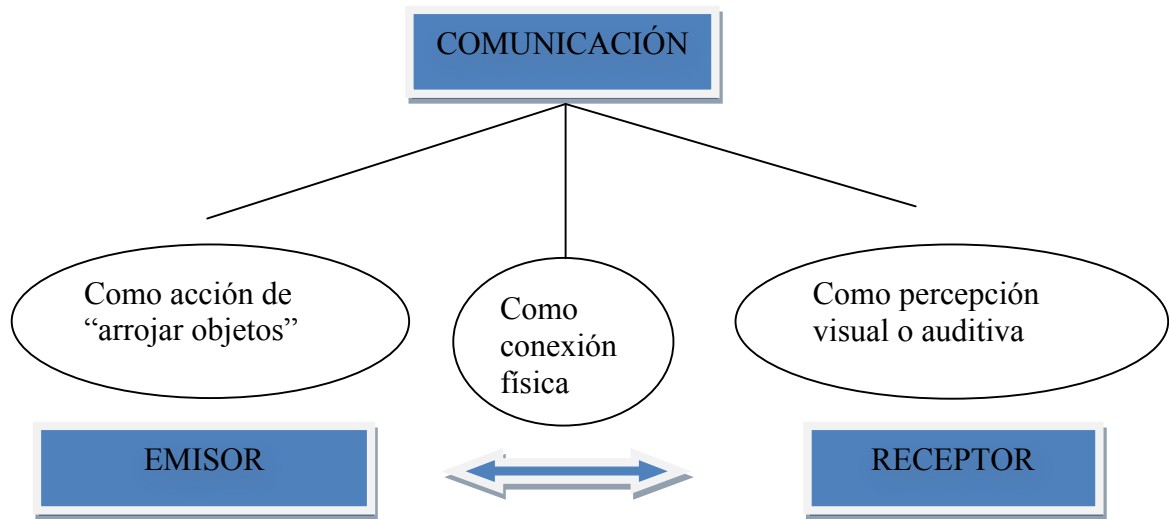 COMUNICACIÓN
Como acción de
“arrojar objetos”
Como
conexión
física
Como percepción
visual o auditiva
EMISOR
RECEPTOR